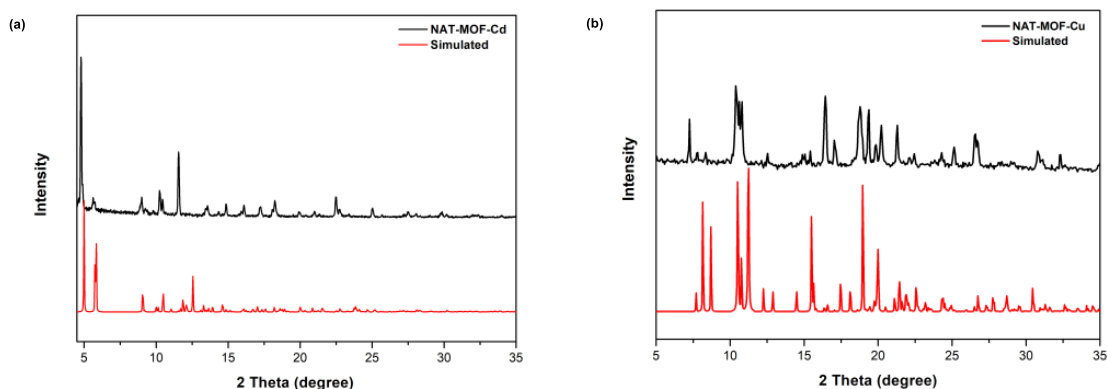 (a)
NAT-MOF-Cd
Simulated
Intensity
5 10 15 20 25 30 35
2 Theta (degree)
(b)
NAT-MOF-Cu
Simulated
Intensity
5 10 15 20 25 30 35
2 Theta (degree)